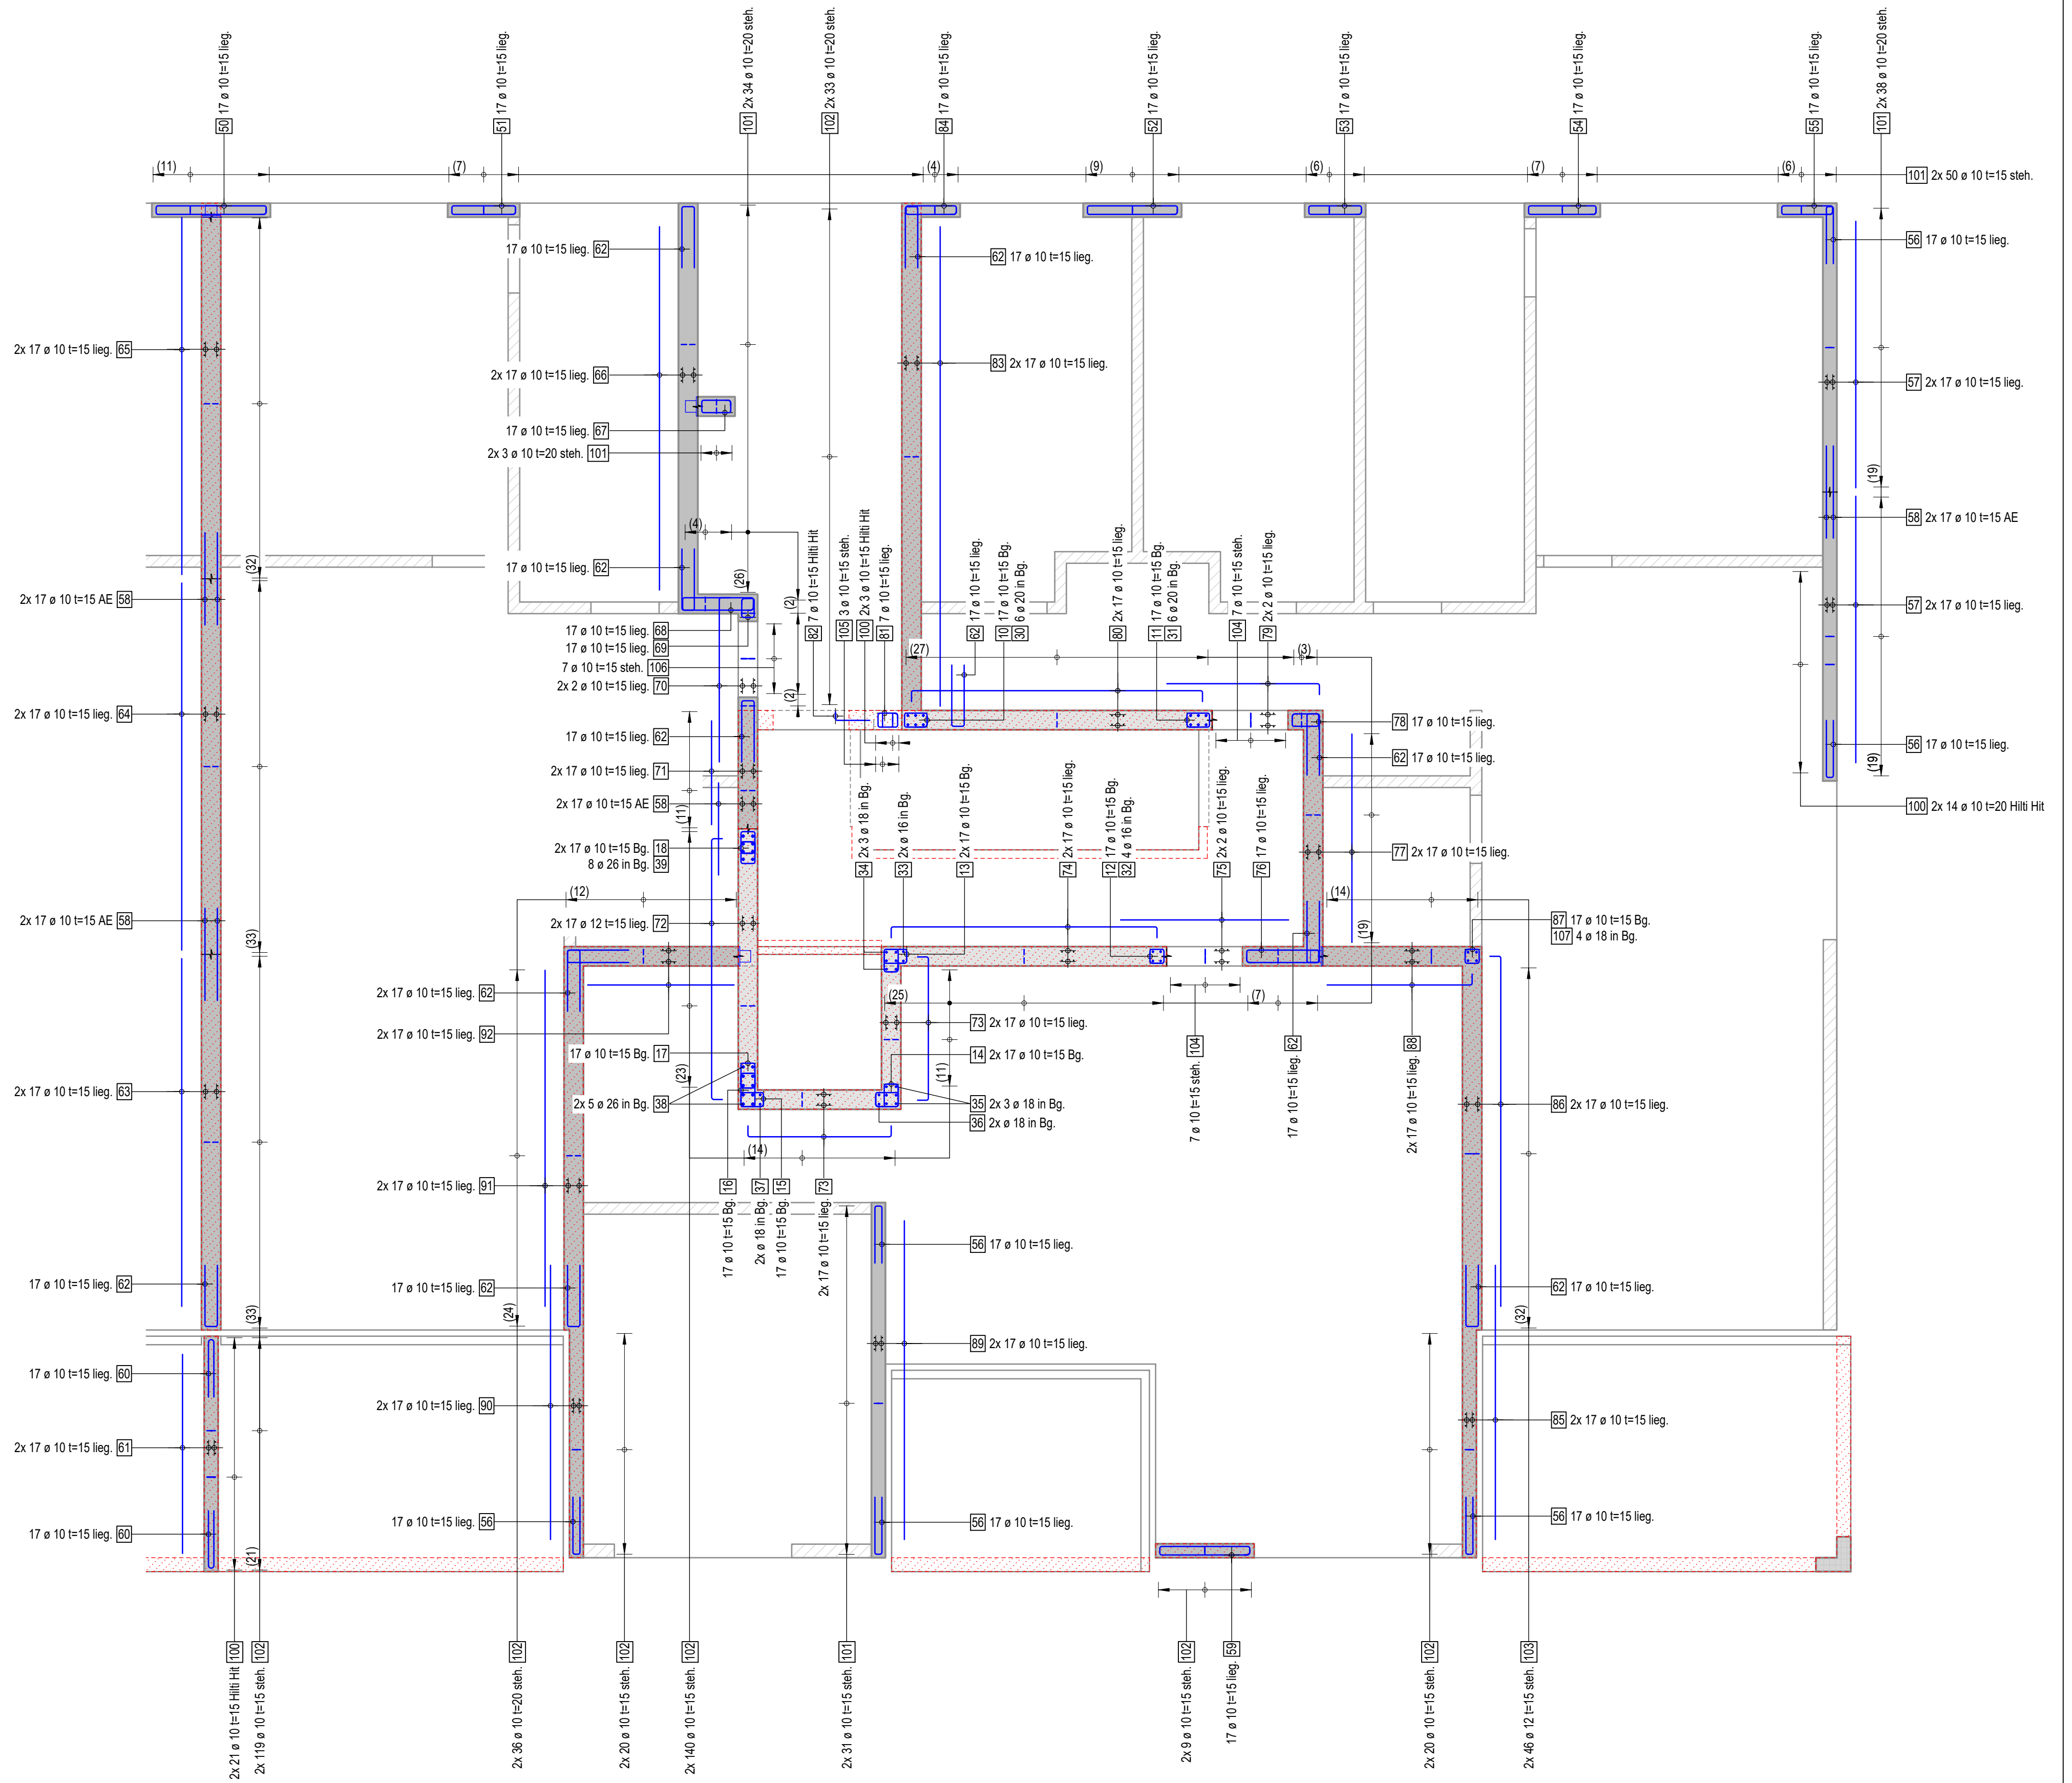 50 17 ø 10 t=15 lieg.
51 17 ø 10 t=15 lieg.
101 2x 34 ø 10 t=20 steh.
102 2x 33 ø 10 t=20 steh.
84 17 ø 10 t=15 lieg.
52 17 ø 10 t=15 lieg.
53 17 ø 10 t=15 lieg.
54 17 ø 10 t=15 lieg.
55 17 ø 10 t=15 lieg.
101 2x 38 ø 10 t=20 steh.
(11)
(7)
(4)
(9)
(6)
(7)
(6)
101 2x 50 ø 10 t=15 steh.
17 ø 10 t=15 lieg. 62
62 17 ø 10 t=15 lieg.
56 17 ø 10 t=15 lieg.
2x 17 ø 10 t=15 lieg. 65
2x 17 ø 10 t=15 lieg. 66
83 2x 17 ø 10 t=15 lieg.
57 2x 17 ø 10 t=15 lieg.
17 ø 10 t=15 lieg. 67
2x 3 ø 10 t=20 steh. 101
(19)
(4)
58 2x 17 ø 10 t=15 AE
(32)
17 ø 10 t=15 lieg. 62
(26)
(2)
2x 17 ø 10 t=15 AE 58
57 2x 17 ø 10 t=15 lieg.
17 ø 10 t=15 lieg. 68
17 ø 10 t=15 lieg. 69
7 ø 10 t=15 steh. 106
2x 2 ø 10 t=15 lieg. 70
(2)
82 7 ø 10 t=15 Hilti Hit
105 3 ø 10 t=15 steh.
100 2x 3 ø 10 t=15 Hilti Hit
81 7 ø 10 t=15 lieg.
62 17 ø 10 t=15 lieg.
10 17 ø 10 t=15 Bg.
30 6 ø 20 in Bg.
80 2x 17 ø 10 t=15 lieg.
11 17 ø 10 t=15 Bg.
31 6 ø 20 in Bg.
104 7 ø 10 t=15 steh.
79 2x 2 ø 10 t=15 lieg.
(27)
(3)
2x 17 ø 10 t=15 lieg. 64
78 17 ø 10 t=15 lieg.
17 ø 10 t=15 lieg. 62
62 17 ø 10 t=15 lieg.
56 17 ø 10 t=15 lieg.
(19)
2x 17 ø 10 t=15 lieg. 71
2x 17 ø 10 t=15 AE 58
(11)
100 2x 14 ø 10 t=20 Hilti Hit
2x 17 ø 10 t=15 Bg. 18
8 ø 26 in Bg. 39
34 2x 3 ø 18 in Bg.
33 2x ø 16 in Bg.
13 2x 17 ø 10 t=15 Bg.
74 2x 17 ø 10 t=15 lieg.
12 17 ø 10 t=15 Bg.
32 4 ø 16 in Bg.
75 2x 2 ø 10 t=15 lieg.
76 17 ø 10 t=15 lieg.
77 2x 17 ø 10 t=15 lieg.
(12)
(14)
2x 17 ø 10 t=15 AE 58
2x 17 ø 12 t=15 lieg. 72
87 17 ø 10 t=15 Bg.
107 4 ø 18 in Bg.
(33)
(19)
2x 17 ø 10 t=15 lieg. 62
(25)
(7)
2x 17 ø 10 t=15 lieg. 92
73 2x 17 ø 10 t=15 lieg.
17 ø 10 t=15 Bg. 17
14 2x 17 ø 10 t=15 Bg.
(23)
(11)
7 ø 10 t=15 steh. 104
17 ø 10 t=15 lieg. 62
2x 17 ø 10 t=15 lieg. 88
2x 17 ø 10 t=15 lieg. 63
2x 5 ø 26 in Bg. 38
35 2x 3 ø 18 in Bg.
36 2x ø 18 in Bg.
86 2x 17 ø 10 t=15 lieg.
(14)
2x 17 ø 10 t=15 lieg. 91
17 ø 10 t=15 Bg. 16
2x ø 18 in Bg. 37
17 ø 10 t=15 Bg. 15
2x 17 ø 10 t=15 lieg. 73
56 17 ø 10 t=15 lieg.
17 ø 10 t=15 lieg. 62
17 ø 10 t=15 lieg. 62
62 17 ø 10 t=15 lieg.
(33)
(24)
(32)
89 2x 17 ø 10 t=15 lieg.
17 ø 10 t=15 lieg. 60
2x 17 ø 10 t=15 lieg. 90
85 2x 17 ø 10 t=15 lieg.
2x 17 ø 10 t=15 lieg. 61
17 ø 10 t=15 lieg. 56
56 17 ø 10 t=15 lieg.
56 17 ø 10 t=15 lieg.
17 ø 10 t=15 lieg. 60
(21)
2x 21 ø 10 t=15 Hilti Hit 100
2x 119 ø 10 t=15 steh. 102
2x 36 ø 10 t=20 steh. 102
2x 20 ø 10 t=15 steh. 102
2x 140 ø 10 t=15 steh. 102
2x 31 ø 10 t=15 steh. 101
2x 9 ø 10 t=15 steh. 102
17 ø 10 t=15 lieg. 59
2x 20 ø 10 t=15 steh. 102
2x 46 ø 12 t=15 steh. 103